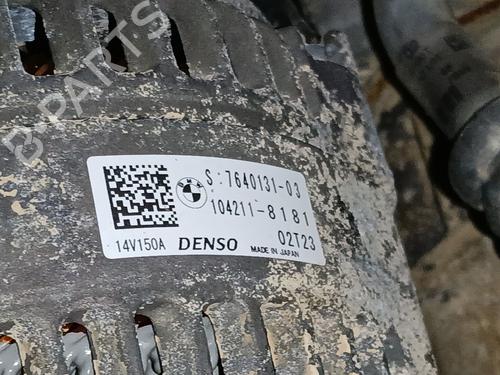 B-PARTS
S:7640131-03
104211-8181
02T23
14V150A DENSO MADE IN JAPAN